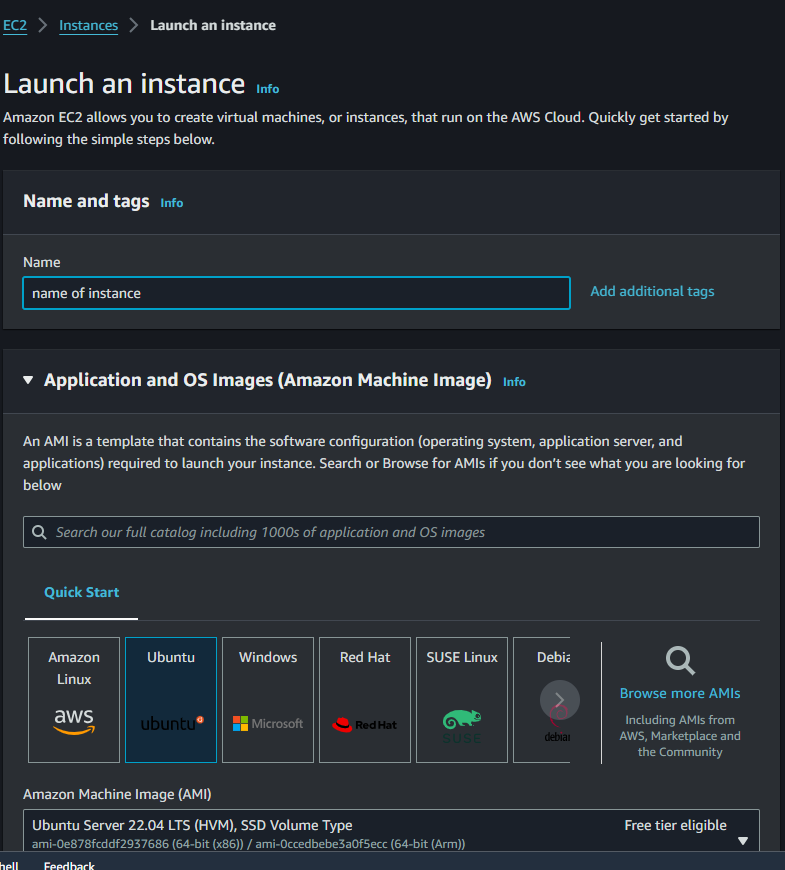 EC2 > Instances > Launch an instance
Launch an instance Info
Amazon EC2 allows you to create virtual machines, or instances, that run on the AWS Cloud. Quickly get started by
following the simple steps below.
Name and tags Info
Name
name of instance
Add additional tags
Application and OS Images (Amazon Machine Image) Info
An AMI is a template that contains the software configuration (operating system, application server, and
applications) required to launch your instance. Search or Browse for AMIs if you don't see what you are looking for
below
Search our full catalog including 1000s of application and OS images
Quick Start
Amazon
Linux
aws
Ubuntu
ubuntu
Windows
Microsoft
Red Hat
Red Hat
SUSE Linux
SUSE
Debia
debian
Browse more AMIs
Including AMIs from
AWS, Marketplace and
the Community
Amazon Machine Image (AMI)
Ubuntu Server 22.04 LTS (HVM), SSD Volume Type
Free tier eligible
ami-0e878fcddf2937686 (64-bit (x86)) / ami-0ccedbebe3a0f5ecc (64-bit (Arm))
hell Feedback